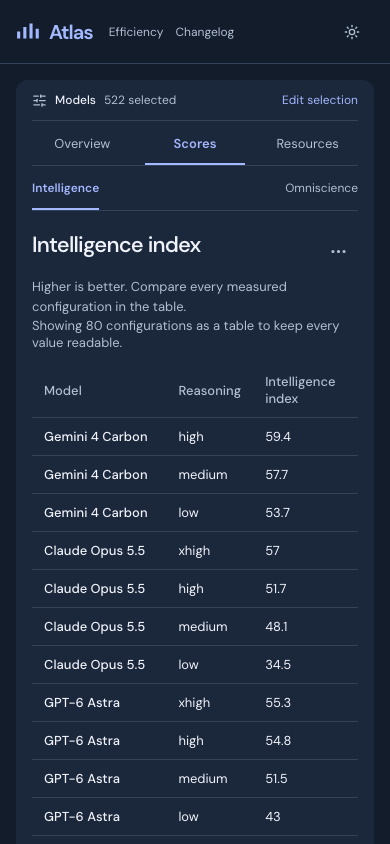 Atlas Efficiency Changelog
Models 522 selected Edit selection
Overview Scores Resources
Intelligence Omniscience
Intelligence index ...
Higher is better. Compare every measured
configuration in the table.
Showing 80 configurations as a table to keep every
value readable.
Model Reasoning Intelligence
index
Gemini 4 Carbon high 59.4
Gemini 4 Carbon medium 57.7
Gemini 4 Carbon low 53.7
Claude Opus 5.5 xhigh 57
Claude Opus 5.5 high 51.7
Claude Opus 5.5 medium 48.1
Claude Opus 5.5 low 34.5
GPT-6 Astra xhigh 55.3
GPT-6 Astra high 54.8
GPT-6 Astra medium 51.5
GPT-6 Astra low 43